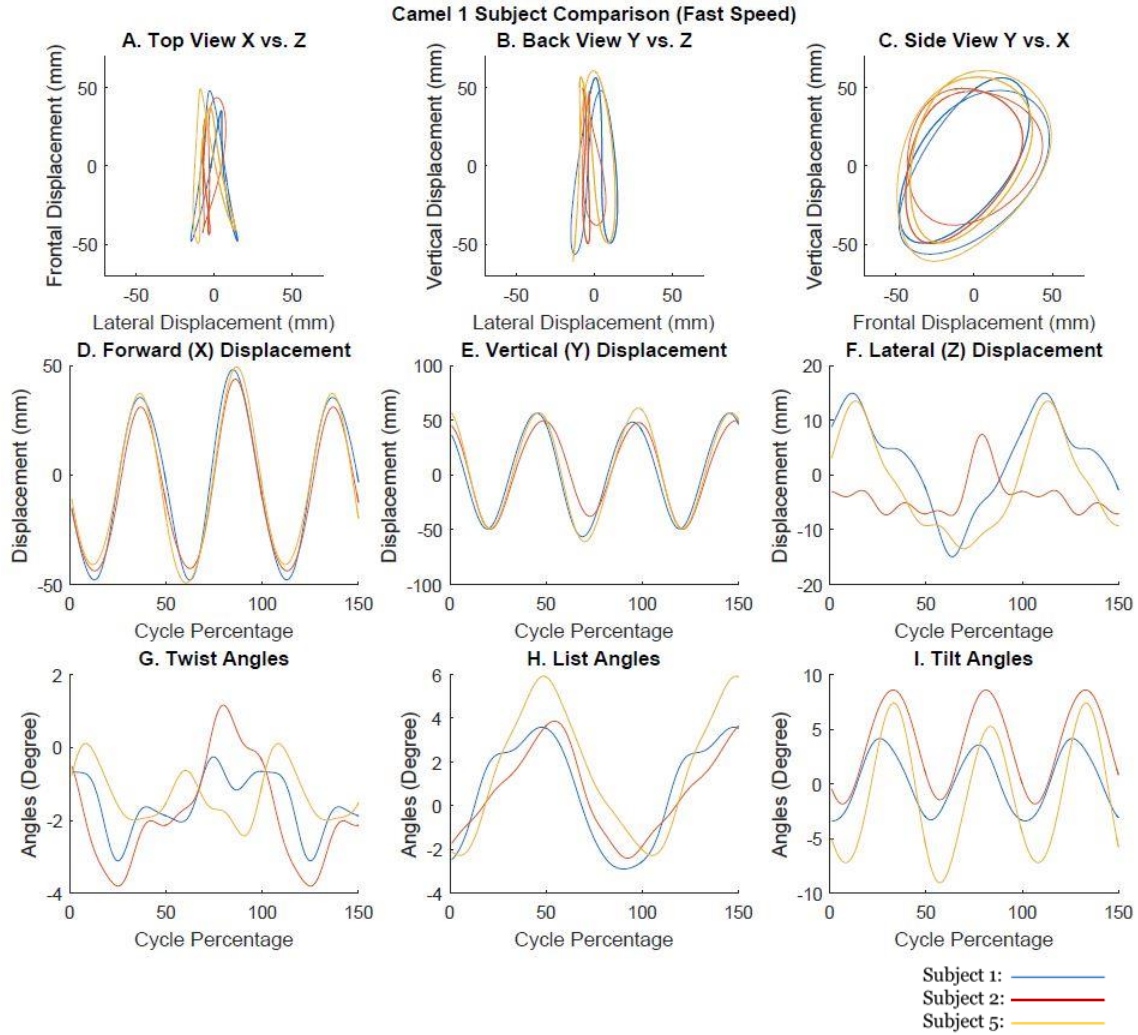 Camel 1 Subject Comparison (Fast Speed)
A. Top View X vs. Z
B. Back View Y vs. Z
C. Side View Y vs. X
Frontal Displacement (mm)
50
0
-50
-50
0
50
Lateral Displacement (mm)
Vertical Displacement (mm)
50
0
-50
-50
0
50
Lateral Displacement (mm)
Vertical Displacement (mm)
50
0
-50
-50
0
50
Frontal Displacement (mm)
D. Forward (X) Displacement
E. Vertical (Y) Displacement
F. Lateral (Z) Displacement
Displacement (mm)
50
0
-50
0
50
100
150
Cycle Percentage
Displacement (mm)
100
50
0
-50
-100
0
50
100
150
Cycle Percentage
Displacement (mm)
20
10
0
-10
-20
0
50
100
150
Cycle Percentage
G. Twist Angles
H. List Angles
I. Tilt Angles
Angles (Degree)
2
0
-2
-4
0
50
100
150
Cycle Percentage
Angles (Degree)
6
4
2
0
-2
-4
0
50
100
150
Cycle Percentage
Angles (Degree)
10
5
0
-5
-10
0
50
100
150
Cycle Percentage
Subject 1:
Subject 2:
Subject 5: